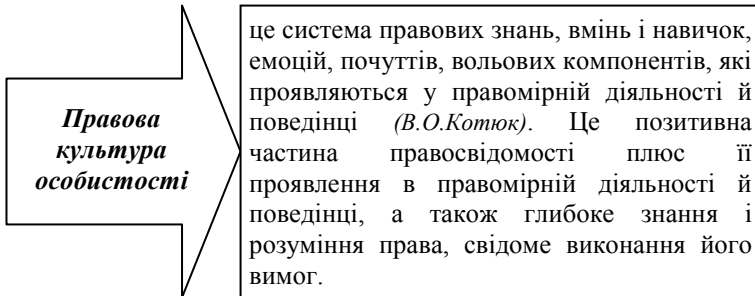 Правова
культура
особистості
це система правових знань, вмінь і навичок,
емоцій, почуттів, вольових компонентів, які
проявляються у правомірній діяльності й
поведінці (В.О.Котюк). Це позитивна
частина правосвідомості плюс її
проявлення в правомірній діяльності й
поведінці, а також глибоке знання і
розуміння права, свідоме виконання його
вимог.